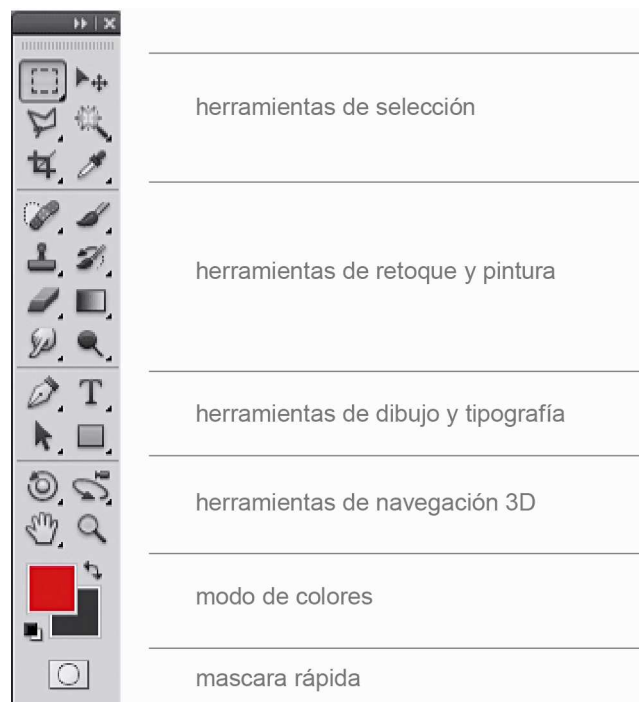 herramientas de selección
herramientas de retoque y pintura
T
herramientas de dibujo y tipografía
herramientas de navegación 3D
modo de colores
mascara rápida